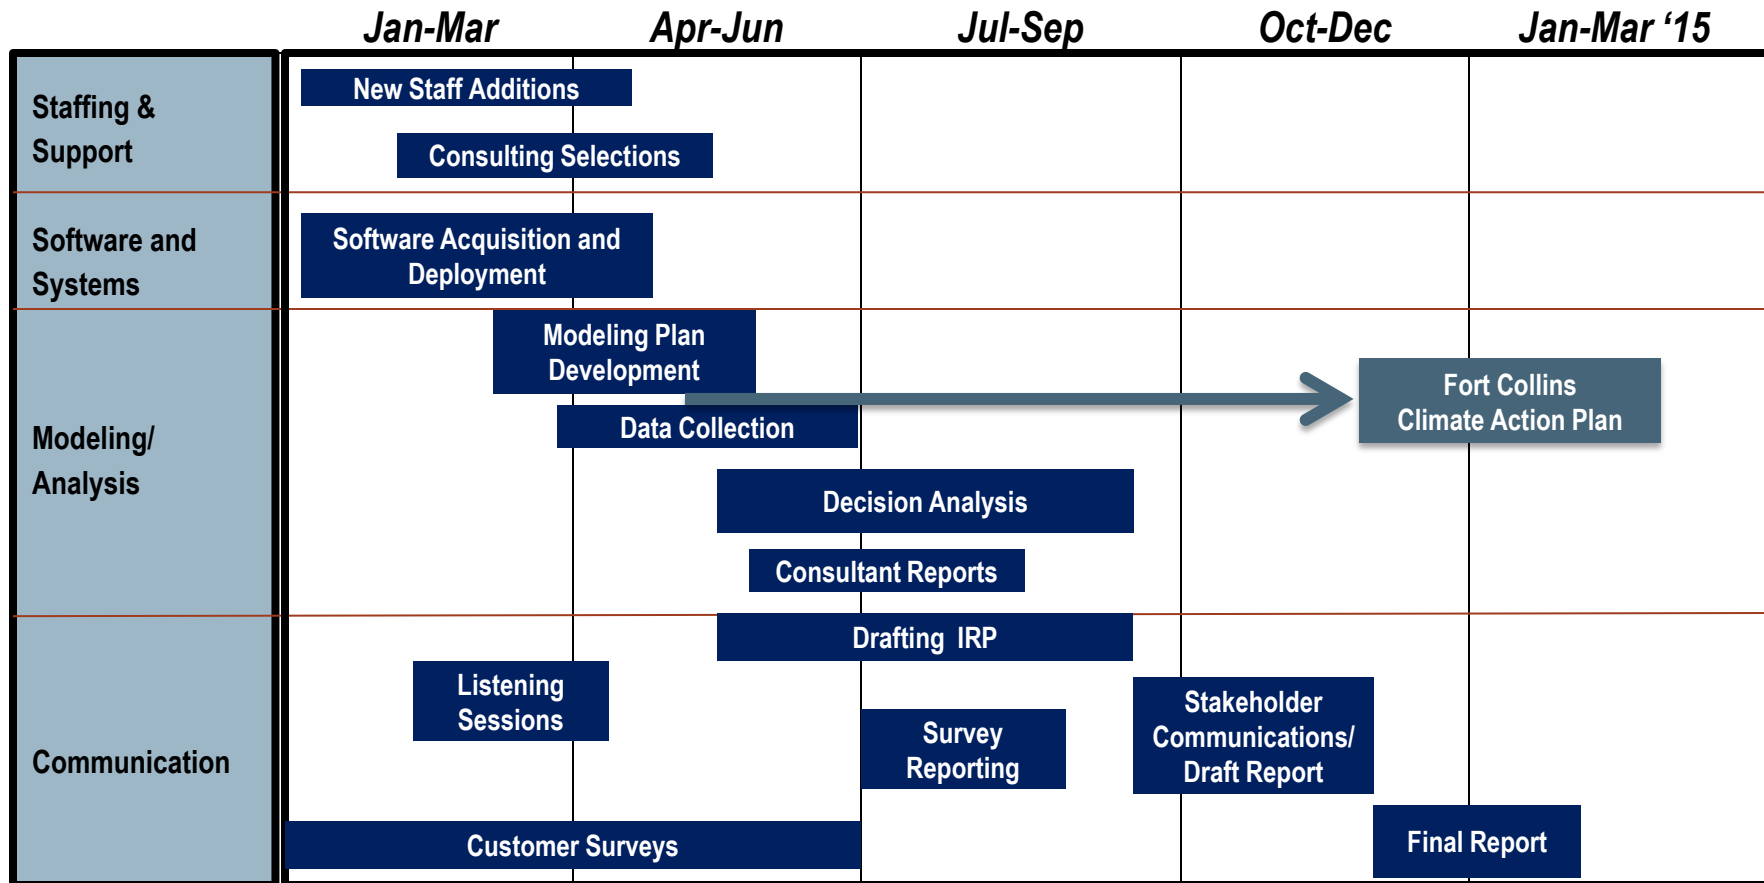 Jan-Mar Apr-Jun Jul-Sep Oct-Dec Jan-Mar ‘15
Staffing &
Support
New Staff Additions
Consulting Selections
Software and
Systems
Software Acquisition and
Deployment
Modeling/
Analysis
Modeling Plan
Development
Fort Collins
Climate Action Plan
Data Collection
Decision Analysis
Consultant Reports
Communication
Drafting IRP
Listening
Sessions
Survey
Reporting
Stakeholder
Communications/
Draft Report
Customer Surveys
Final Report